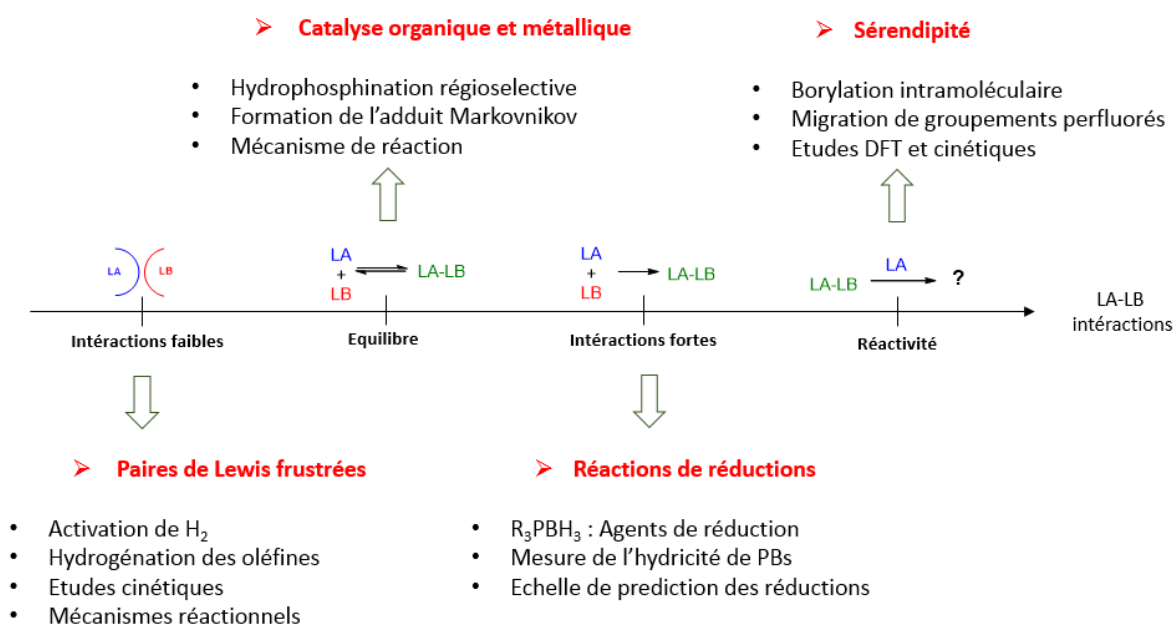 ➢ Catalyse organique et métallique
• Hydrophosphination régioselective
• Formation de l'adduit Markovnikov
• Mécanisme de réaction
➢ Sérendipité
• Borylation intramoléculaire
• Migration de groupements perfluorés
• Etudes DFT et cinétiques
LA LB
LA
+
LB
LA-LB
LA
+
LB
LA-LB
LA-LB
LA
?
Intéractions faibles
Equilibre
Intéractions fortes
Réactivité
LA-LB
intéractions
➢ Paires de Lewis frustrées
• Activation de H₂
• Hydrogénation des oléfines
• Etudes cinétiques
• Mécanismes réactionnels
➢ Réactions de réductions
• R₃PBH₃ : Agents de réduction
• Mesure de l'hydricité de PBs
• Echelle de prediction des réductions